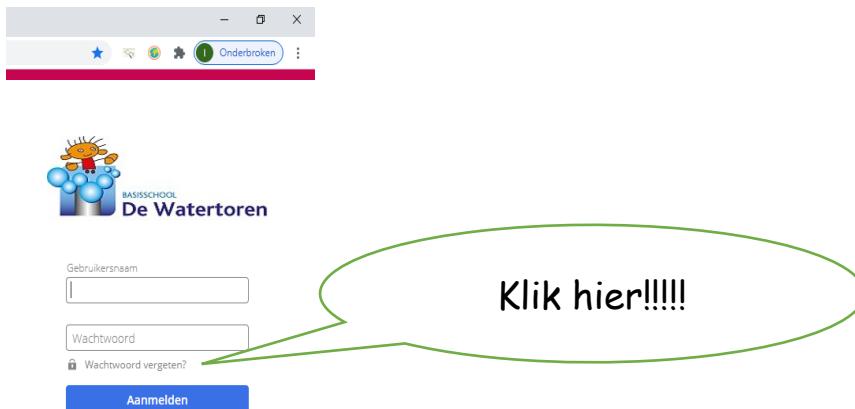 Onderbroken
I
BASISSCHOOL
De Watertoren
Gebruikersnaam
Klik hier!!!!!
Wachtwoord
Wachtwoord vergeten?
Aanmelden